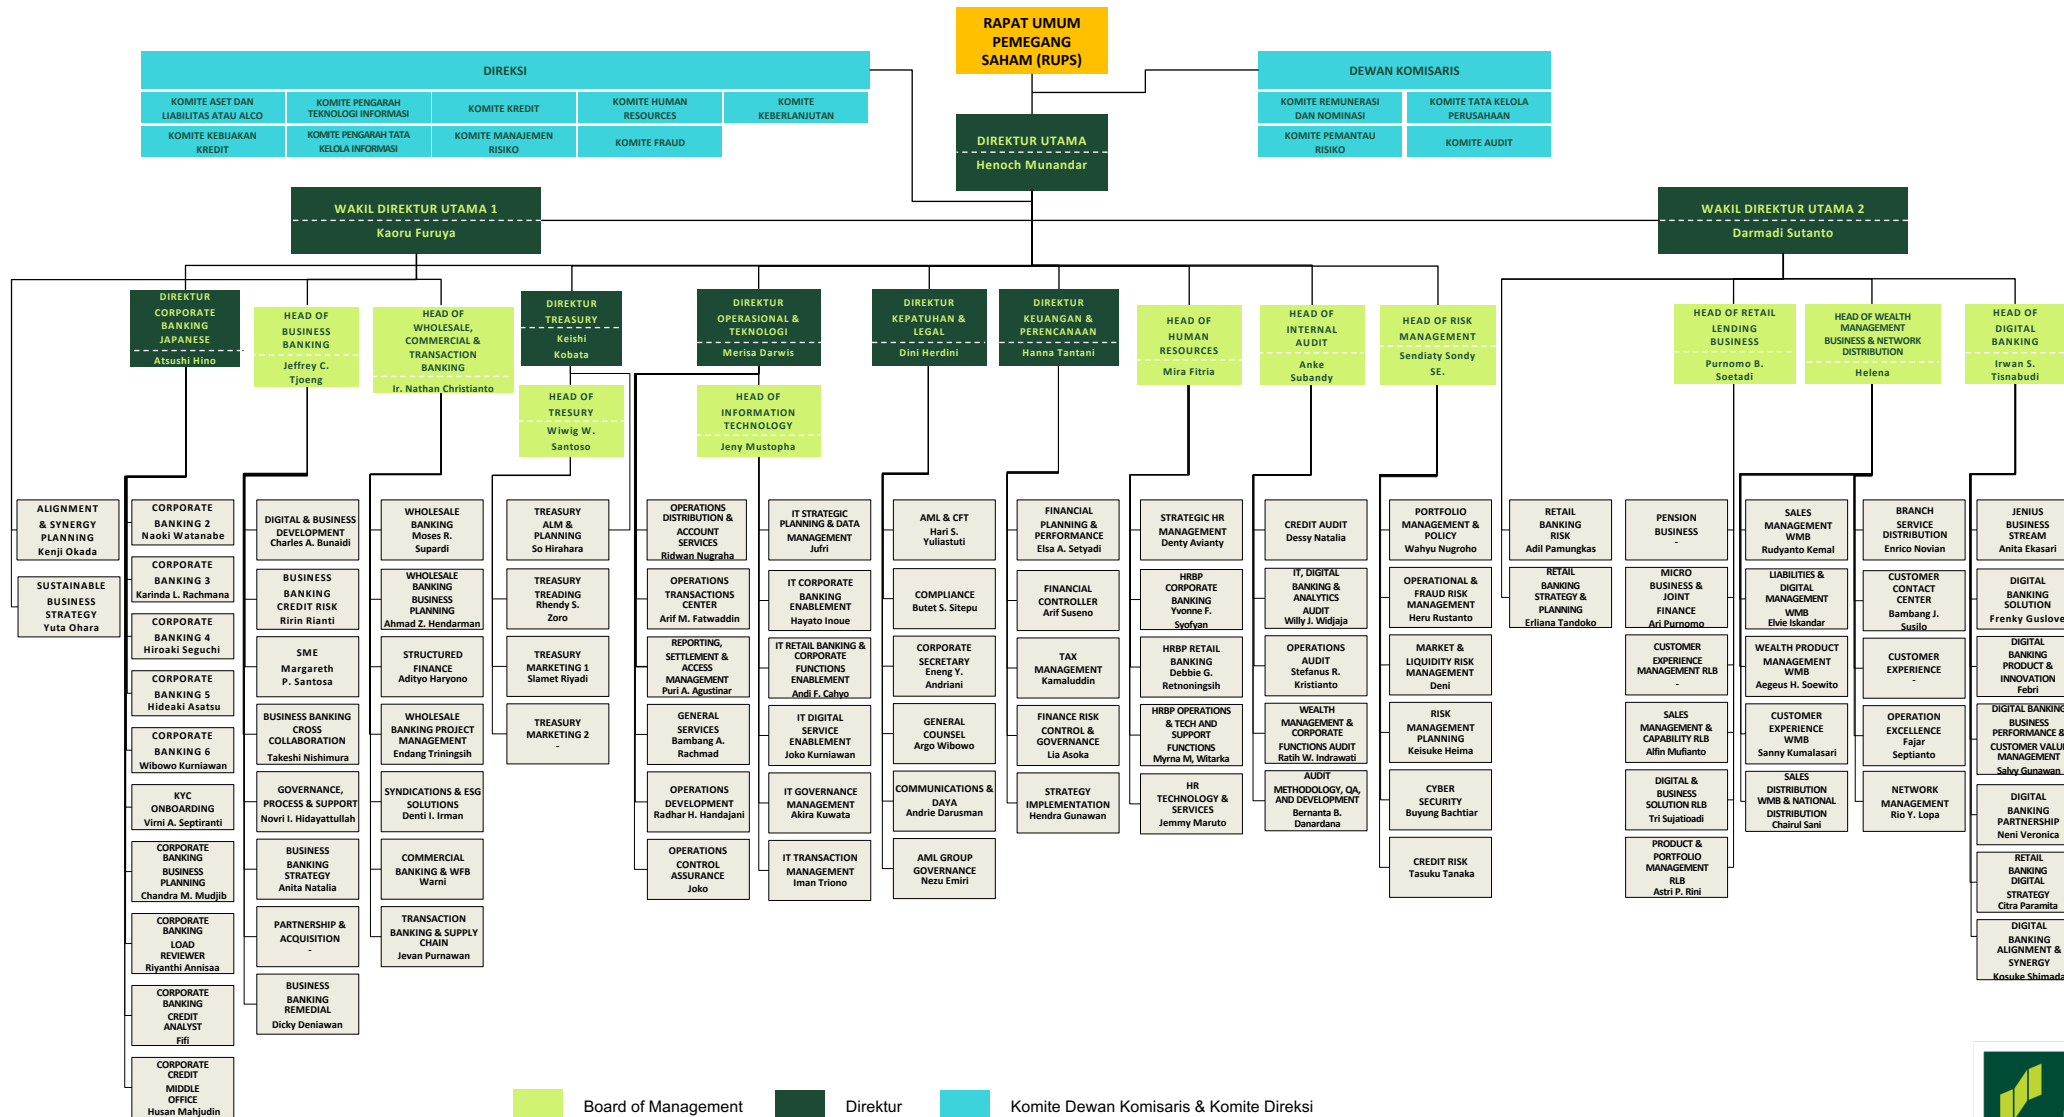 RAPAT UMUM
PEMEGANG
SAHAM (RUPS)
DIREKSI
KOMITE ASET DAN
LIABILITAS ATAU ALCO
KOMITE PENGARAH
TEKNOLOGI INFORMASI
KOMITE KREDIT
KOMITE HUMAN
RESOURCES
KOMITE
KEBERLANJUTAN
KOMITE KEBIJAKAN
KREDIT
KOMITE PENGARAH TATA
KELOLA INFORMASI
KOMITE MANAJEMEN
RISIKO
KOMITE FRAUD
DEWAN KOMISARIS
KOMITE REMUNERASI
DAN NOMINASI
KOMITE TATA KELOLA
PERUSAHAAN
KOMITE PEMANTAU
RISIKO
KOMITE AUDIT
DIREKTUR UTAMA
Henoch Munandar
WAKIL DIREKTUR UTAMA 1
Kaoru Furuya
WAKIL DIREKTUR UTAMA 2
Darmadi Sutanto
DIREKTUR
CORPORATE
BANKING
JAPANESE
Atsushi Hino
HEAD OF
BUSINESS
BANKING
Jeffrey C.
Tjoeng
HEAD OF
WHOLESALE,
COMMERCIAL &
TRANSACTION
BANKING
Ir. Nathan Christianto
DIREKTUR
TREASURY
Keishi
Kobata
HEAD OF
TRESURY
Wiwig W.
Santoso
DIREKTUR
OPERASIONAL &
TEKNOLOGI
Merisa Darwis
HEAD OF
INFORMATION
TECHNOLOGY
Jeny Mustopha
DIREKTUR
KEPATUHAN &
LEGAL
Dini Herdini
DIREKTUR
KEUANGAN &
PERENCANAAN
Hanna Tantani
HEAD OF
HUMAN
RESOURCES
Mira Fitria
HEAD OF
INTERNAL
AUDIT
Anke
Subandy
HEAD OF RISK
MANAGEMENT
Sendiaty Sondy
SE.
HEAD OF RETAIL
LENDING
BUSINESS
Purnomo B.
Soetadi
HEAD OF WEALTH
MANAGEMENT
BUSINESS & NETWORK
DISTRIBUTION
Helena
HEAD OF
DIGITAL
BANKING
Irwan S.
Tisnabudi
ALIGNMENT
& SYNERGY
PLANNING
Kenji Okada
SUSTAINABLE
BUSINESS
STRATEGY
Yuta Ohara
CORPORATE
BANKING 2
Naoki Watanabe
CORPORATE
BANKING 3
Karinda L. Rachmana
CORPORATE
BANKING 4
Hiroaki Seguchi
CORPORATE
BANKING 5
Hideaki Asatsu
CORPORATE
BANKING 6
Wibowo Kurniawan
KYC
ONBOARDING
Virni A. Septiranti
CORPORATE
BANKING
BUSINESS
PLANNING
Chandra M. Mudjib
CORPORATE
BANKING
LOAD
REVIEWER
Riyanthi Annisaa
CORPORATE
BANKING
CREDIT
ANALYST
Fifi
CORPORATE
CREDIT
MIDDLE
OFFICE
Husan Mahjudin
DIGITAL & BUSINESS
DEVELOPMENT
Charles A. Bunaidi
BUSINESS
BANKING
CREDIT RISK
Ririn Rianti
SME
Margareth
P. Santosa
BUSINESS BANKING
CROSS
COLLABORATION
Takeshi Nishimura
GOVERNANCE,
PROCESS & SUPPORT
Novri I. Hidayattullah
BUSINESS
BANKING
STRATEGY
Anita Natalia
PARTNERSHIP &
ACQUISITION
-
BUSINESS
BANKING
REMEDIAL
Dicky Deniawan
WHOLESALE
BANKING
Moses R.
Supardi
WHOLESALE
BANKING
BUSINESS
PLANNING
Ahmad Z. Hendarman
STRUCTURED
FINANCE
Adityo Haryono
WHOLESALE
BANKING PROJECT
MANAGEMENT
Endang Triningsih
SYNDICATIONS & ESG
SOLUTIONS
Denti I. Irman
COMMERCIAL
BANKING & WFB
Warni
TRANSACTION
BANKING & SUPPLY
CHAIN
Jevan Purnawan
TREASURY
ALM &
PLANNING
So Hirahara
TREASURY
TREADING
Rhendy S.
Zoro
TREASURY
MARKETING 1
Slamet Riyadi
TREASURY
MARKETING 2
-
OPERATIONS
DISTRIBUTION &
ACCOUNT
SERVICES
Ridwan Nugraha
OPERATIONS
TRANSACTIONS
CENTER
Arif M. Fatwaddin
REPORTING,
SETTLEMENT &
ACCESS
MANAGEMENT
Puri A. Agustinar
GENERAL
SERVICES
Bambang A.
Rachmad
OPERATIONS
DEVELOPMENT
Radhar H. Handajani
OPERATIONS
CONTROL
ASSURANCE
Joko
IT STRATEGIC
PLANNING & DATA
MANAGEMENT
Jufri
IT CORPORATE
BANKING
ENABLEMENT
Hayato Inoue
IT RETAIL BANKING &
CORPORATE
FUNCTIONS
ENABLEMENT
Andi F. Cahyo
IT DIGITAL
SERVICE
ENABLEMENT
Joko Kurniawan
IT GOVERNANCE
MANAGEMENT
Akira Kuwata
IT TRANSACTION
MANAGEMENT
Iman Triono
AML & CFT
Hari S.
Yuliastuti
COMPLIANCE
Butet S. Sitepu
CORPORATE
SECRETARY
Eneng Y.
Andriani
GENERAL
COUNSEL
Argo Wibowo
COMMUNICATIONS &
DAYA
Andrie Darusman
AML GROUP
GOVERNANCE
Nezu Emiri
FINANCIAL
PLANNING &
PERFORMANCE
Elsa A. Setyadi
FINANCIAL
CONTROLLER
Arif Suseno
TAX
MANAGEMENT
Kamaluddin
FINANCE RISK
CONTROL &
GOVERNANCE
Lia Asoka
STRATEGY
IMPLEMENTATION
Hendra Gunawan
STRATEGIC HR
MANAGEMENT
Denty Avianty
HRBP
CORPORATE
BANKING
Yvonne F.
Syofyan
HRBP RETAIL
BANKING
Debbie G.
Retnoningsih
HRBP OPERATIONS
& TECH AND
SUPPORT
FUNCTIONS
Myrna M, Witarka
HR
TECHNOLOGY &
SERVICES
Jemmy Maruto
CREDIT AUDIT
Dessy Natalia
IT, DIGITAL
BANKING &
ANALYTICS
AUDIT
Willy J. Widjaja
OPERATIONS
AUDIT
Stefanus R.
Kristianto
WEALTH
MANAGEMENT &
CORPORATE
FUNCTIONS AUDIT
Ratih W. Indrawati
AUDIT
METHODOLOGY, QA,
AND DEVELOPMENT
Bernanta B.
Danardana
PORTFOLIO
MANAGEMENT &
POLICY
Wahyu Nugroho
OPERATIONAL &
FRAUD RISK
MANAGEMENT
Heru Rustanto
MARKET &
LIQUIDITY RISK
MANAGEMENT
Deni
RISK
MANAGEMENT
PLANNING
Keisuke Heima
CYBER
SECURITY
Buyung Bachtiar
CREDIT RISK
Tasuku Tanaka
RETAIL
BANKING
RISK
Adil Pamungkas
RETAIL
BANKING
STRATEGY &
PLANNING
Erliana Tandoko
PENSION
BUSINESS
-
MICRO
BUSINESS &
JOINT
FINANCE
Ari Purnomo
CUSTOMER
EXPERIENCE
MANAGEMENT RLB
-
SALES
MANAGEMENT &
CAPABILITY RLB
Alfin Mufianto
DIGITAL &
BUSINESS
SOLUTION RLB
Tri Sujatioadi
PRODUCT &
PORTFOLIO
MANAGEMENT
RLB
Astri P. Rini
SALES
MANAGEMENT
WMB
Rudyanto Kemal
LIABILITIES &
DIGITAL
MANAGEMENT
WMB
Elvie Iskandar
WEALTH PRODUCT
MANAGEMENT
WMB
Aegeus H. Soewito
CUSTOMER
EXPERIENCE
WMB
Sanny Kumalasari
SALES
DISTRIBUTION
WMB & NATIONAL
DISTRIBUTION
Chairul Sani
BRANCH
SERVICE
DISTRIBUTION
Enrico Novian
CUSTOMER
CONTACT
CENTER
Bambang J.
Susilo
CUSTOMER
EXPERIENCE
-
OPERATION
EXCELLENCE
Fajar
Septianto
NETWORK
MANAGEMENT
Rio Y. Lopa
JENIUS
BUSINESS
STREAM
Anita Ekasari
DIGITAL
BANKING
SOLUTION
Frenky Guslove
DIGITAL
BANKING
PRODUCT &
INNOVATION
Febri
DIGITAL BANKING
BUSINESS
PERFORMANCE &
CUSTOMER VALUE
MANAGEMENT
Salvy Gunawan
DIGITAL
BANKING
PARTNERSHIP
Neni Veronica
RETAIL
BANKING
DIGITAL
STRATEGY
Citra Paramita
DIGITAL
BANKING
ALIGNMENT &
SYNERGY
Kosuke Shimada
Board of Management
Direktur
Komite Dewan Komisaris & Komite Direksi